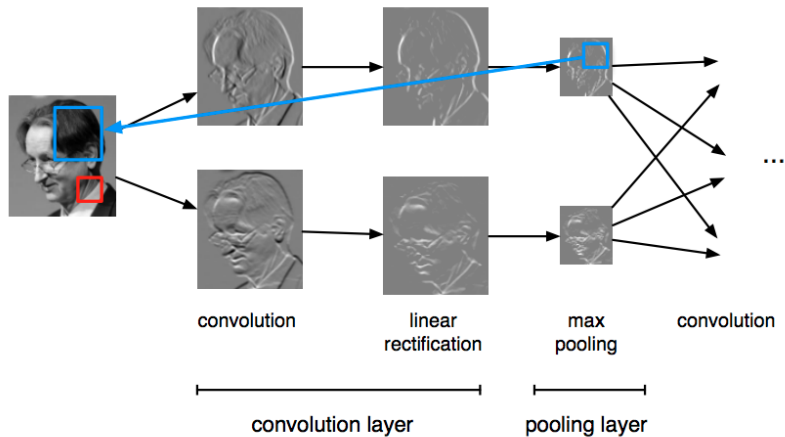 ...
convolution
linear
rectification
max
pooling
convolution
convolution layer
pooling layer